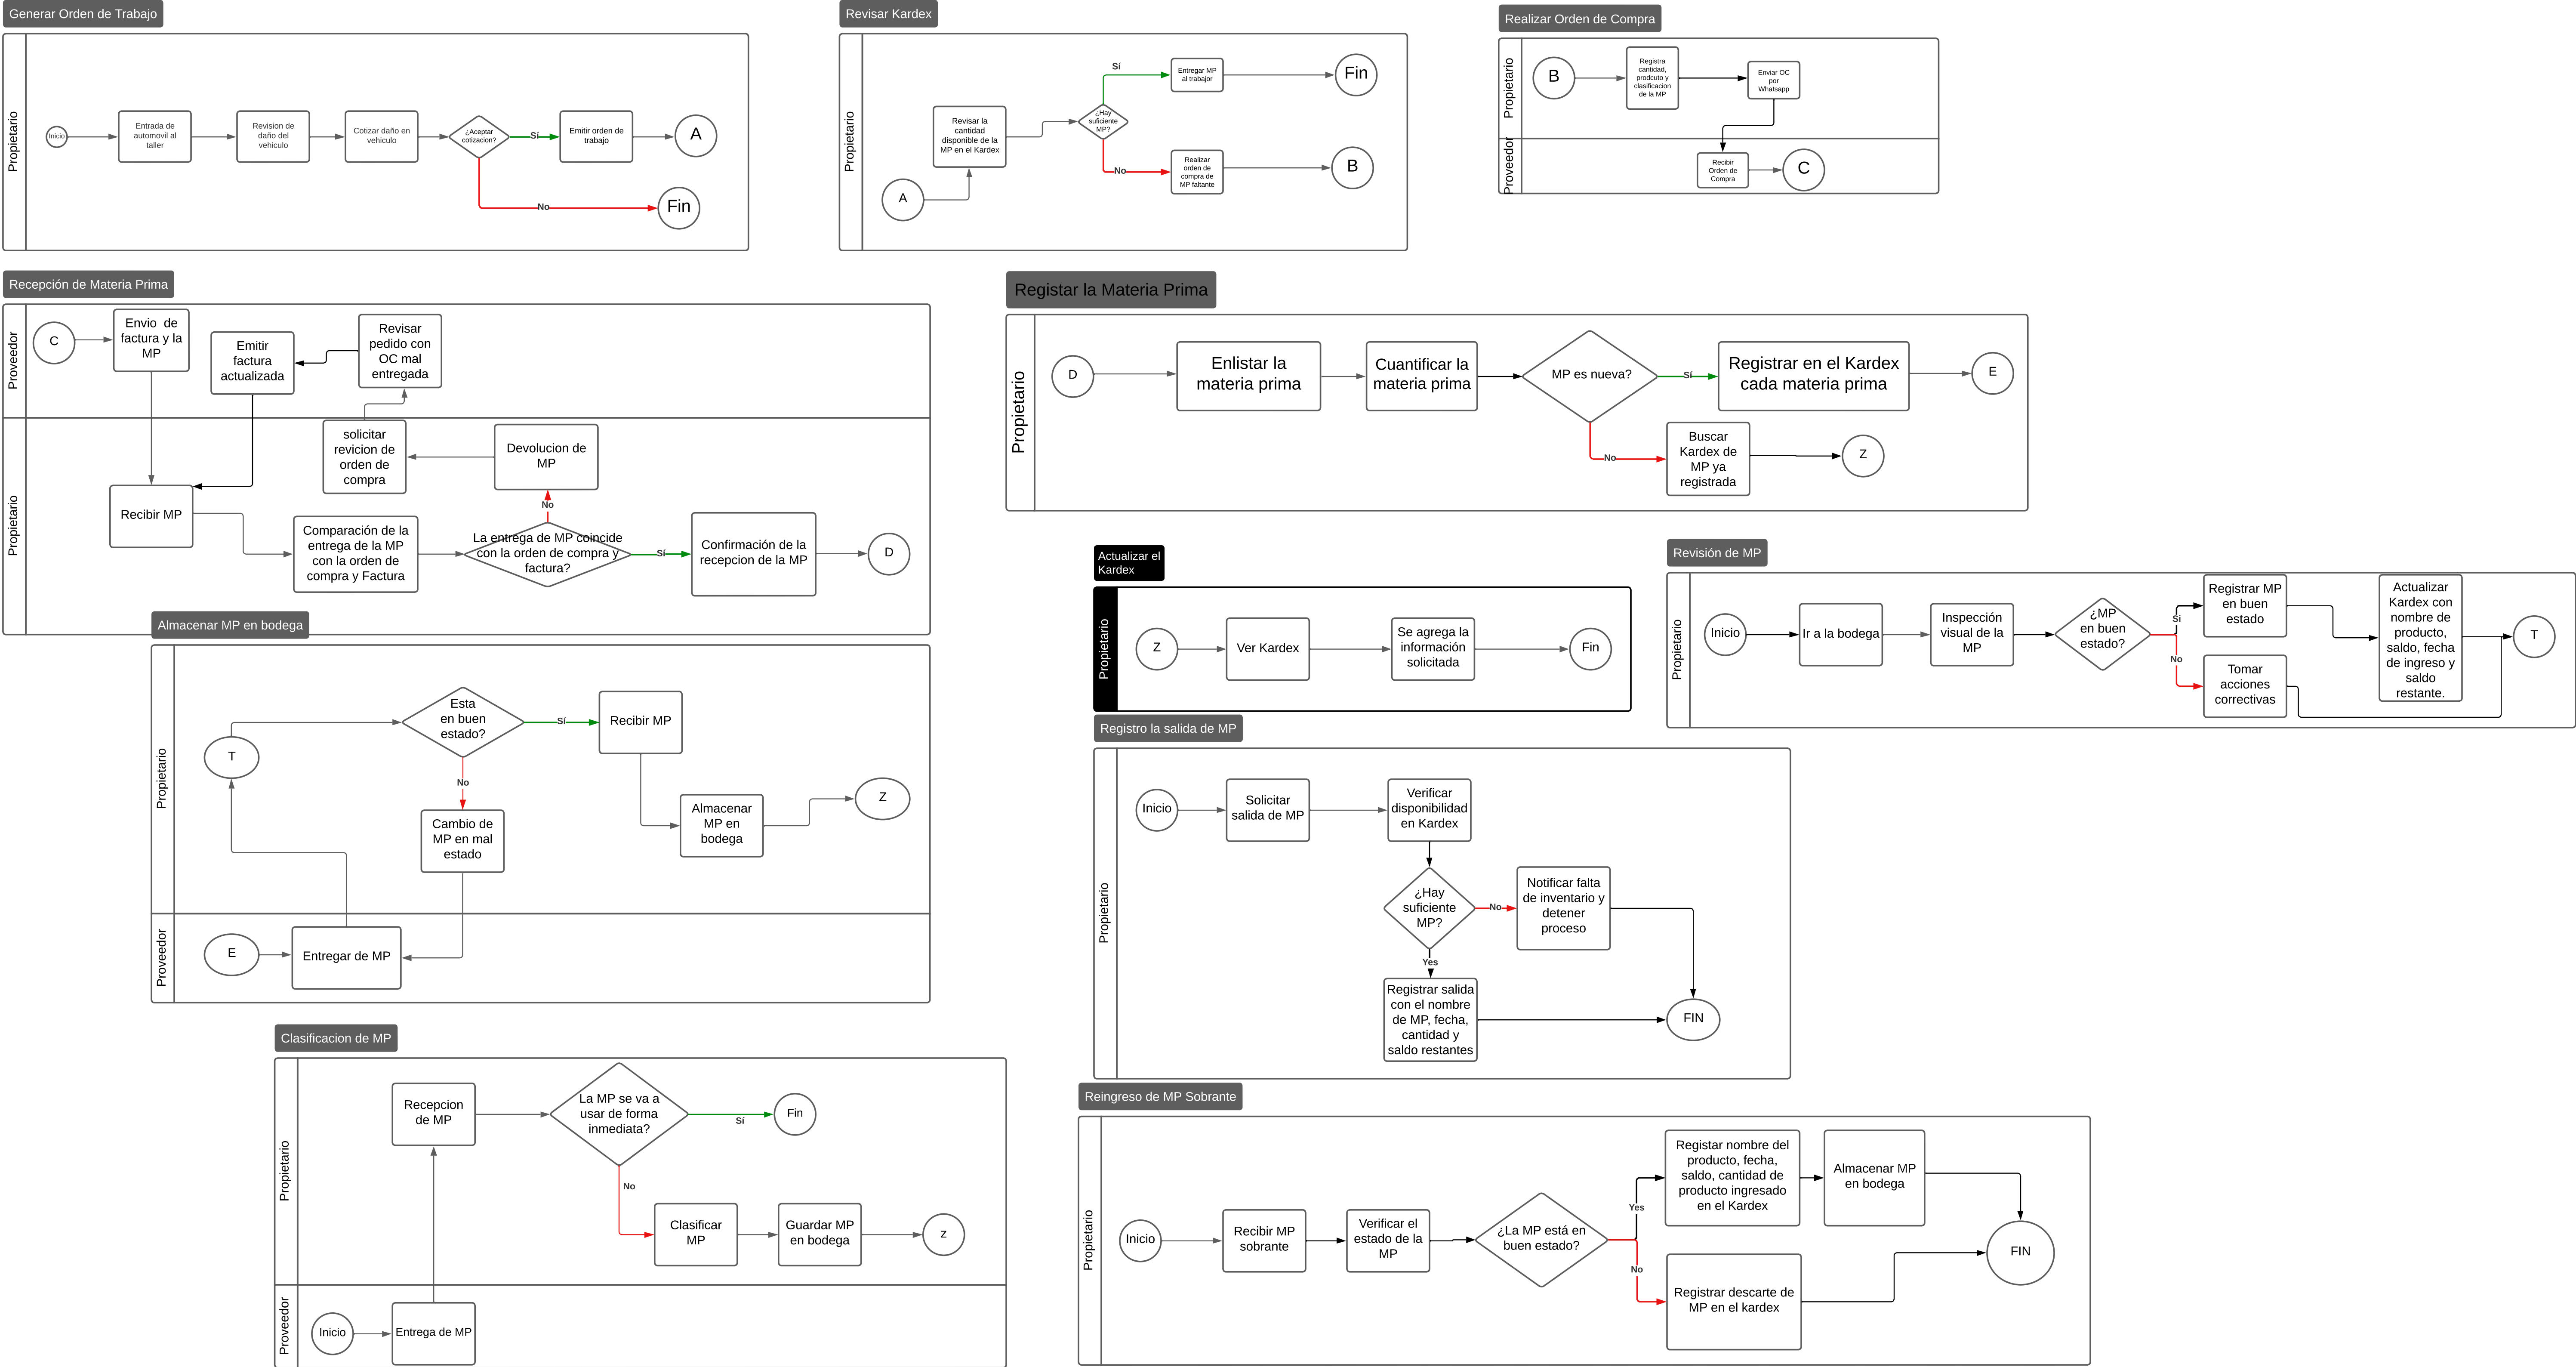 Generar Orden de Trabajo
Propietario
Inicio
Entrada de
automovil al
taller
Revision de
daño del
vehiculo
Cotizar daño en
vehiculo
¿Aceptar
cotizacion?
Sí
Emitir orden de
trabajo
A
No
Fin
Revisar Kardex
Propietario
A
Revisar la
cantidad
disponible de la
MP en el Kardex
¿Hay
suficiente
MP?
Sí
Entregar MP
al trabajor
Fin
No
Realizar
orden de
compra de
MP faltante
B
Realizar Orden de Compra
Propietario
B
Registra
cantidad,
prodcuto y
clasificacion
de la MP
Enviar OC
por
Whatsapp
Proveedor
Recibir
Orden de
Compra
C
Recepción de Materia Prima
Proveedor
C
Envio de
factura y la
MP
Emitir
factura
actualizada
Revisar
pedido con
OC mal
entregada
Propietario
solicitar
revicion de
orden de
compra
Devolucion de
MP
Recibir MP
Comparación de la
entrega de la MP
con la orden de
compra y Factura
No
La entrega de MP coincide
con la orden de compra y
factura?
Sí
Confirmación de la
recepcion de la MP
D
Registar la Materia Prima
Propietario
D
Enlistar la
materia prima
Cuantificar la
materia prima
MP es nueva?
Sí
Registrar en el Kardex
cada materia prima
E
No
Buscar
Kardex de
MP ya
registrada
Z
Actualizar el
Kardex
Propietario
Z
Ver Kardex
Se agrega la
información
solicitada
Fin
Revisión de MP
Propietario
Inicio
Ir a la bodega
Inspección
visual de la
MP
¿MP
en buen
estado?
Sí
Registrar MP
en buen
estado
Actualizar
Kardex con
nombre de
producto,
saldo, fecha
de ingreso y
saldo
restante.
T
No
Tomar
acciones
correctivas
Almacenar MP en bodega
Propietario
T
Esta
en buen
estado?
Sí
Recibir MP
No
Cambio de
MP en mal
estado
Almacenar
MP en
bodega
Z
Proveedor
E
Entregar de MP
Registro la salida de MP
Propietario
Inicio
Solicitar
salida de MP
Verificar
disponibilidad
en Kardex
¿Hay
suficiente
MP?
No
Notificar falta
de inventario y
detener
proceso
Yes
Registrar salida
con el nombre
de MP, fecha,
cantidad y
saldo restantes
FIN
Clasificacion de MP
Propietario
Recepcion
de MP
La MP se va a
usar de forma
inmediata?
Sí
Fin
No
Clasificar
MP
Guardar MP
en bodega
z
Proveedor
Inicio
Entrega de MP
Reingreso de MP Sobrante
Propietario
Inicio
Recibir MP
sobrante
Verificar el
estado de la
MP
¿La MP está en
buen estado?
Yes
Registar nombre del
producto, fecha,
saldo, cantidad de
producto ingresado
en el Kardex
Almacenar MP
en bodega
No
Registrar descarte de
MP en el kardex
FIN